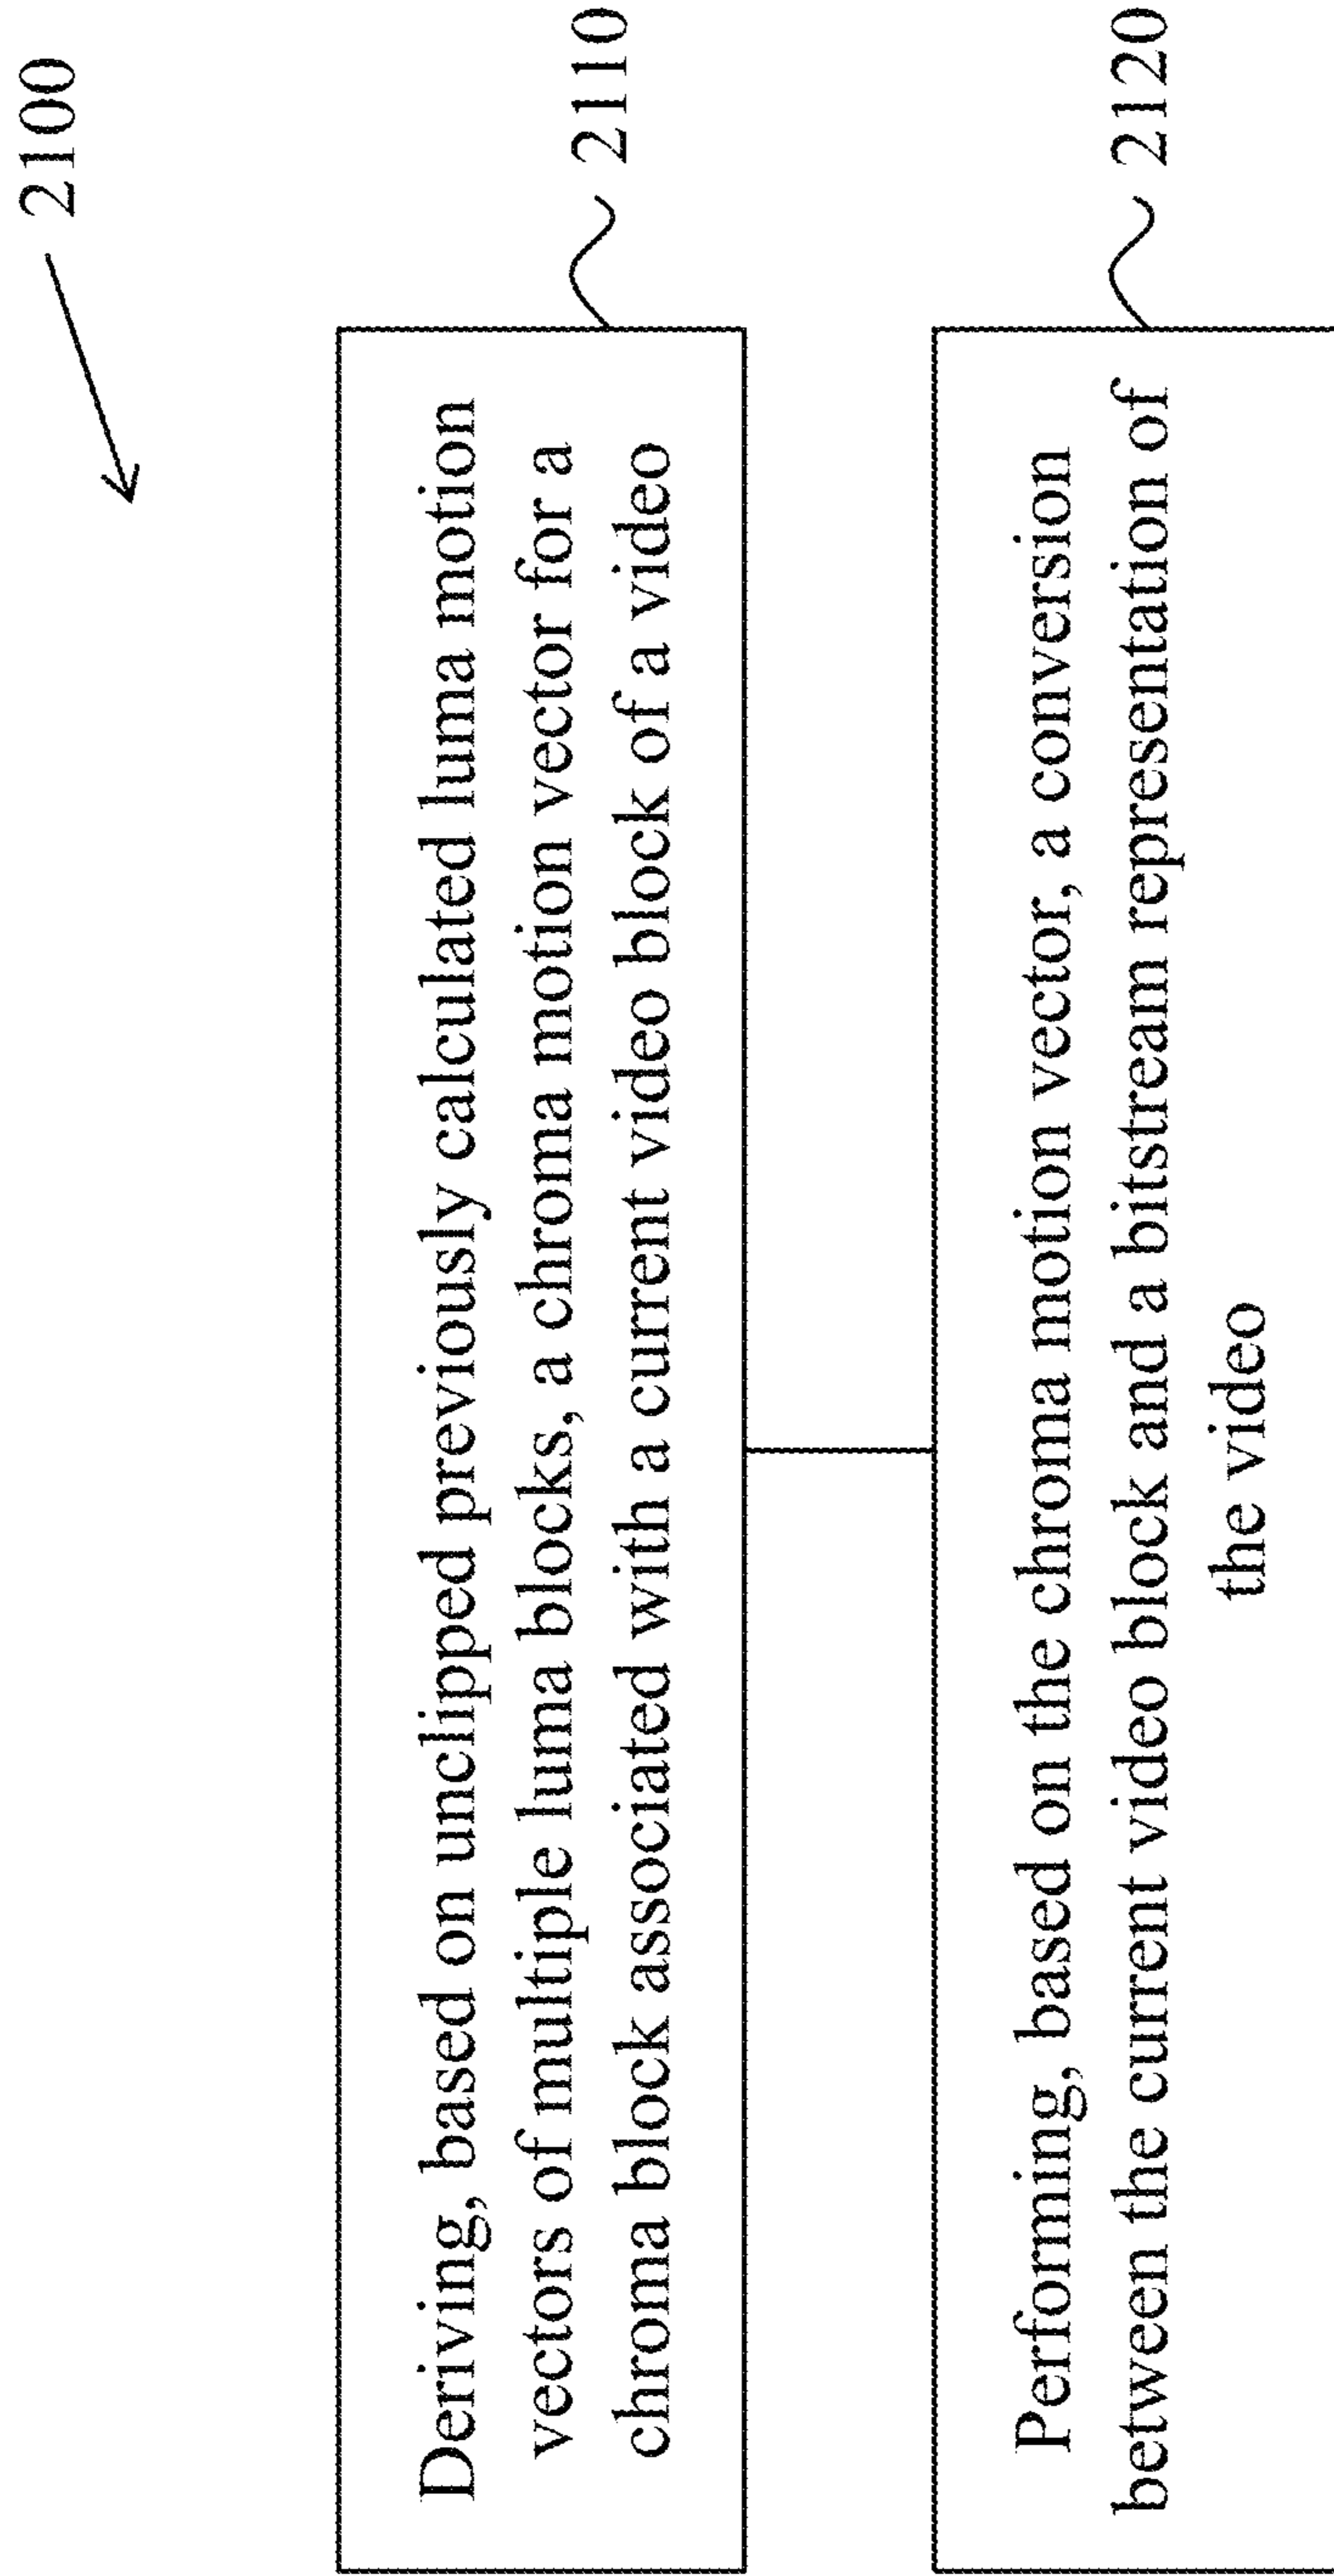 2100
Deriving, based on unclipped previously calculated luma motion
vectors of multiple luma blocks, a chroma motion vector for a
chroma block associated with a current video block of a video
2110
Performing, based on the chroma motion vector, a conversion
between the current video block and a bitstream representation of
the video
2120